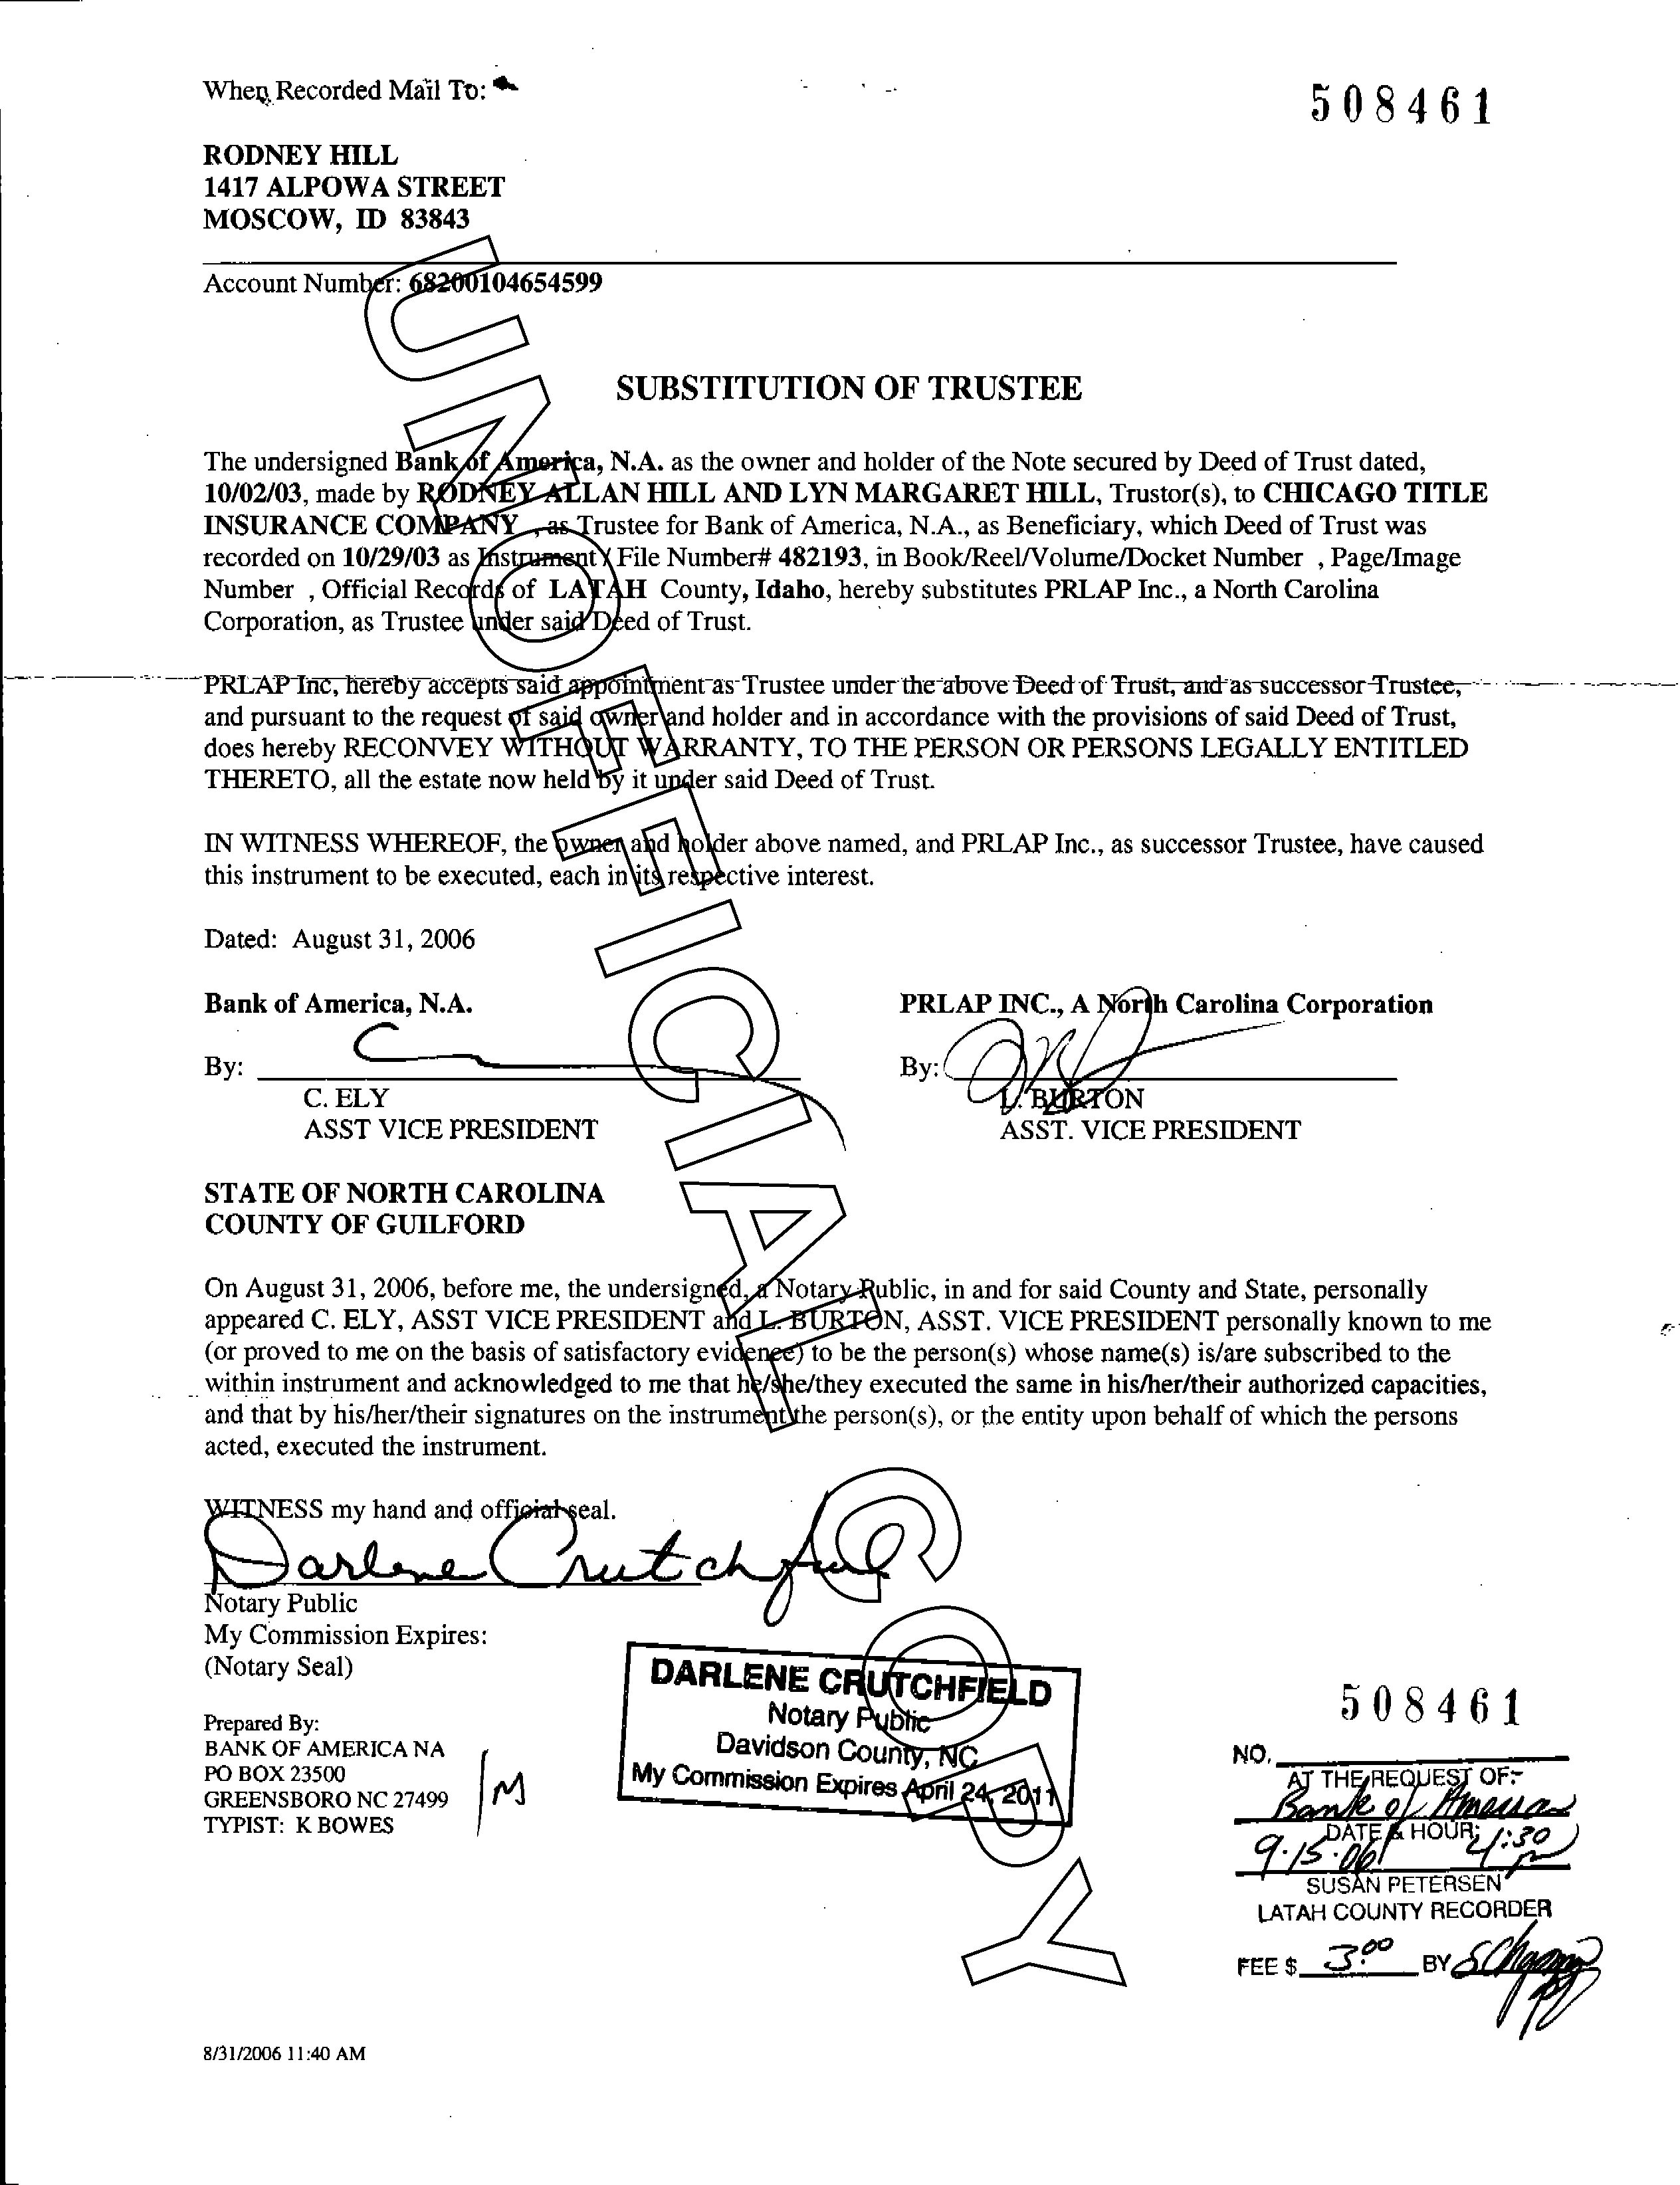 When Recorded Mail To:
508461
RODNEY HILL
1417 ALPOWA STREET
MOSCOW, ID 83843
Account Number: 68200104654599
SUBSTITUTION OF TRUSTEE
The undersigned Bank of America, N.A. as the owner and holder of the Note secured by Deed of Trust dated,
10/02/03, made by RODNEY ALLAN HILL AND LYN MARGARET HILL, Trustor(s), to CHICAGO TITLE
INSURANCE COMPANY , as Trustee for Bank of America, N.A., as Beneficiary, which Deed of Trust was
recorded on 10/29/03 as Instrument / File Number# 482193, in Book/Reel/Volume/Docket Number , Page/Image
Number , Official Records of LATAH County, Idaho, hereby substitutes PRLAP Inc., a North Carolina
Corporation, as Trustee under said Deed of Trust.
PRLAP Inc, hereby accepts said appointment as Trustee under the above Deed of Trust, and as successor Trustee,
and pursuant to the request of said owner and holder and in accordance with the provisions of said Deed of Trust,
does hereby RECONVEY WITHOUT WARRANTY, TO THE PERSON OR PERSONS LEGALLY ENTITLED
THERETO, all the estate now held by it under said Deed of Trust.
IN WITNESS WHEREOF, the owner and holder above named, and PRLAP Inc., as successor Trustee, have caused
this instrument to be executed, each in its respective interest.
Dated: August 31, 2006
Bank of America, N.A.
PRLAP INC., A North Carolina Corporation
By:
By:
C. ELY
L. BURTON
ASST VICE PRESIDENT
ASST. VICE PRESIDENT
STATE OF NORTH CAROLINA
COUNTY OF GUILFORD
On August 31, 2006, before me, the undersigned, a Notary Public, in and for said County and State, personally
appeared C. ELY, ASST VICE PRESIDENT and L. BURTON, ASST. VICE PRESIDENT personally known to me
(or proved to me on the basis of satisfactory evidence) to be the person(s) whose name(s) is/are subscribed to the
within instrument and acknowledged to me that he/she/they executed the same in his/her/their authorized capacities,
and that by his/her/their signatures on the instrument the person(s), or the entity upon behalf of which the persons
acted, executed the instrument.
WITNESS my hand and official seal.
Darlene Crutchfield
Notary Public
My Commission Expires:
(Notary Seal)
DARLENE CRUTCHFIELD
Notary Public
Davidson County, NC
My Commission Expires April 24, 2011
Prepared By:
BANK OF AMERICA NA
PO BOX 23500
GREENSBORO NC 27499
TYPIST: K BOWES
M
508461
NO.
AT THE REQUEST OF:
Bank of America
DATE & HOUR:
9.15.06 4:30
SUSAN PETERSEN
LATAH COUNTY RECORDER
FEE $ 3.00 BY
8/31/2006 11:40 AM
UNOFFICIAL COPY